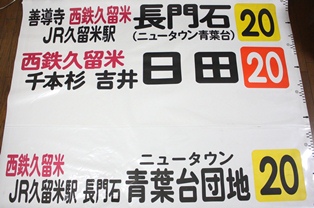 善導寺 西鉄久留米 長門石 20
JR久留米駅 (ニュータウン青葉台)
西鉄久留米 日田 20
千本杉 吉井
西鉄久留米 ニュータウン 20
JR久留米駅 長門石 青葉台団地